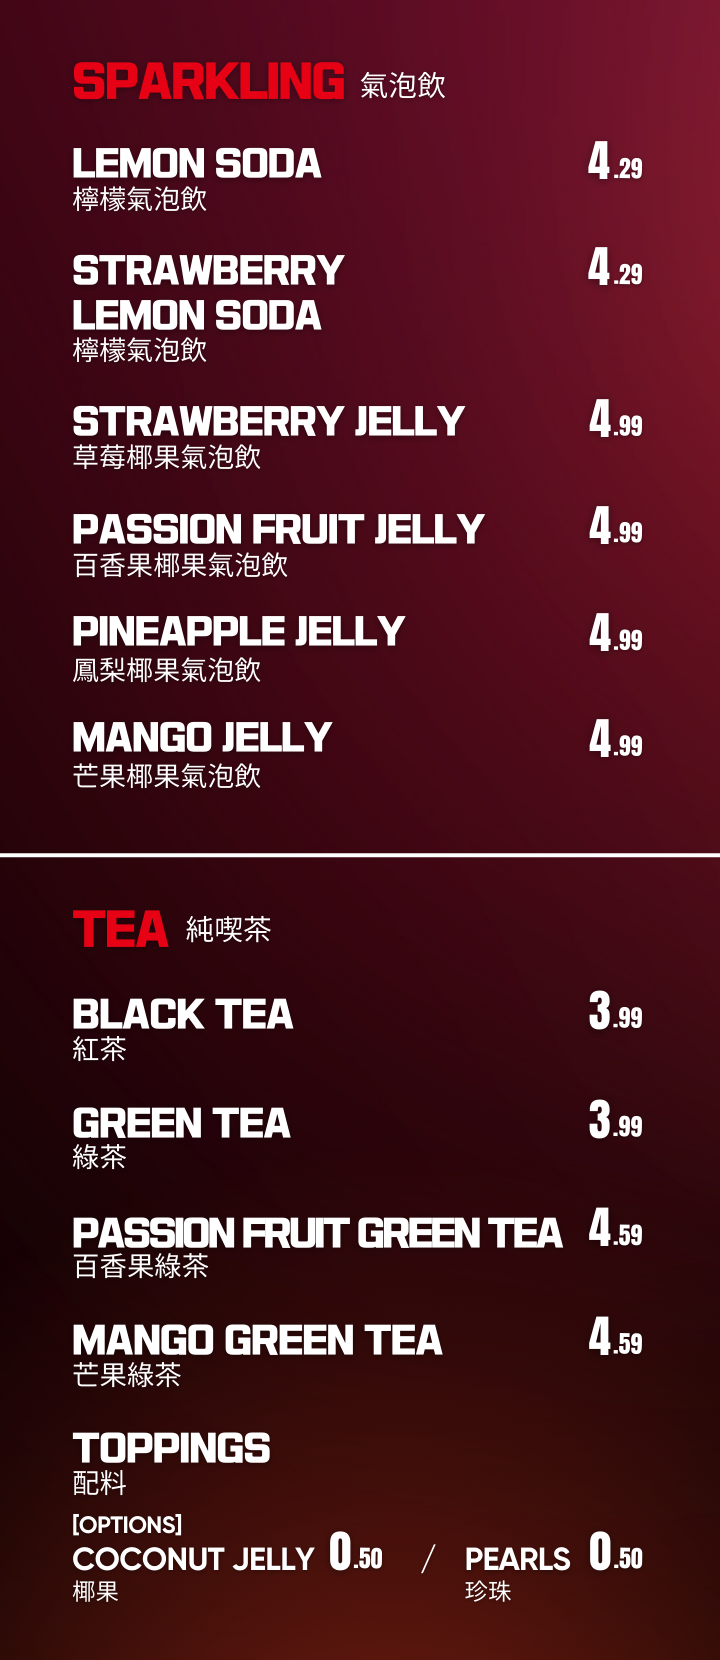 SPARKLING 氣泡飲
LEMON SODA 4.29
檸檬氣泡飲
STRAWBERRY 4.29
LEMON SODA
檸檬氣泡飲
STRAWBERRY JELLY 4.99
草莓椰果氣泡飲
PASSION FRUIT JELLY 4.99
百香果椰果氣泡飲
PINEAPPLE JELLY 4.99
鳳梨椰果氣泡飲
MANGO JELLY 4.99
芒果椰果氣泡飲
TEA 純喫茶
BLACK TEA 3.99
紅茶
GREEN TEA 3.99
綠茶
PASSION FRUIT GREEN TEA 4.59
百香果綠茶
MANGO GREEN TEA 4.59
芒果綠茶
TOPPINGS
配料
[OPTIONS]
COCONUT JELLY 0.50 / PEARLS 0.50
椰果 珍珠